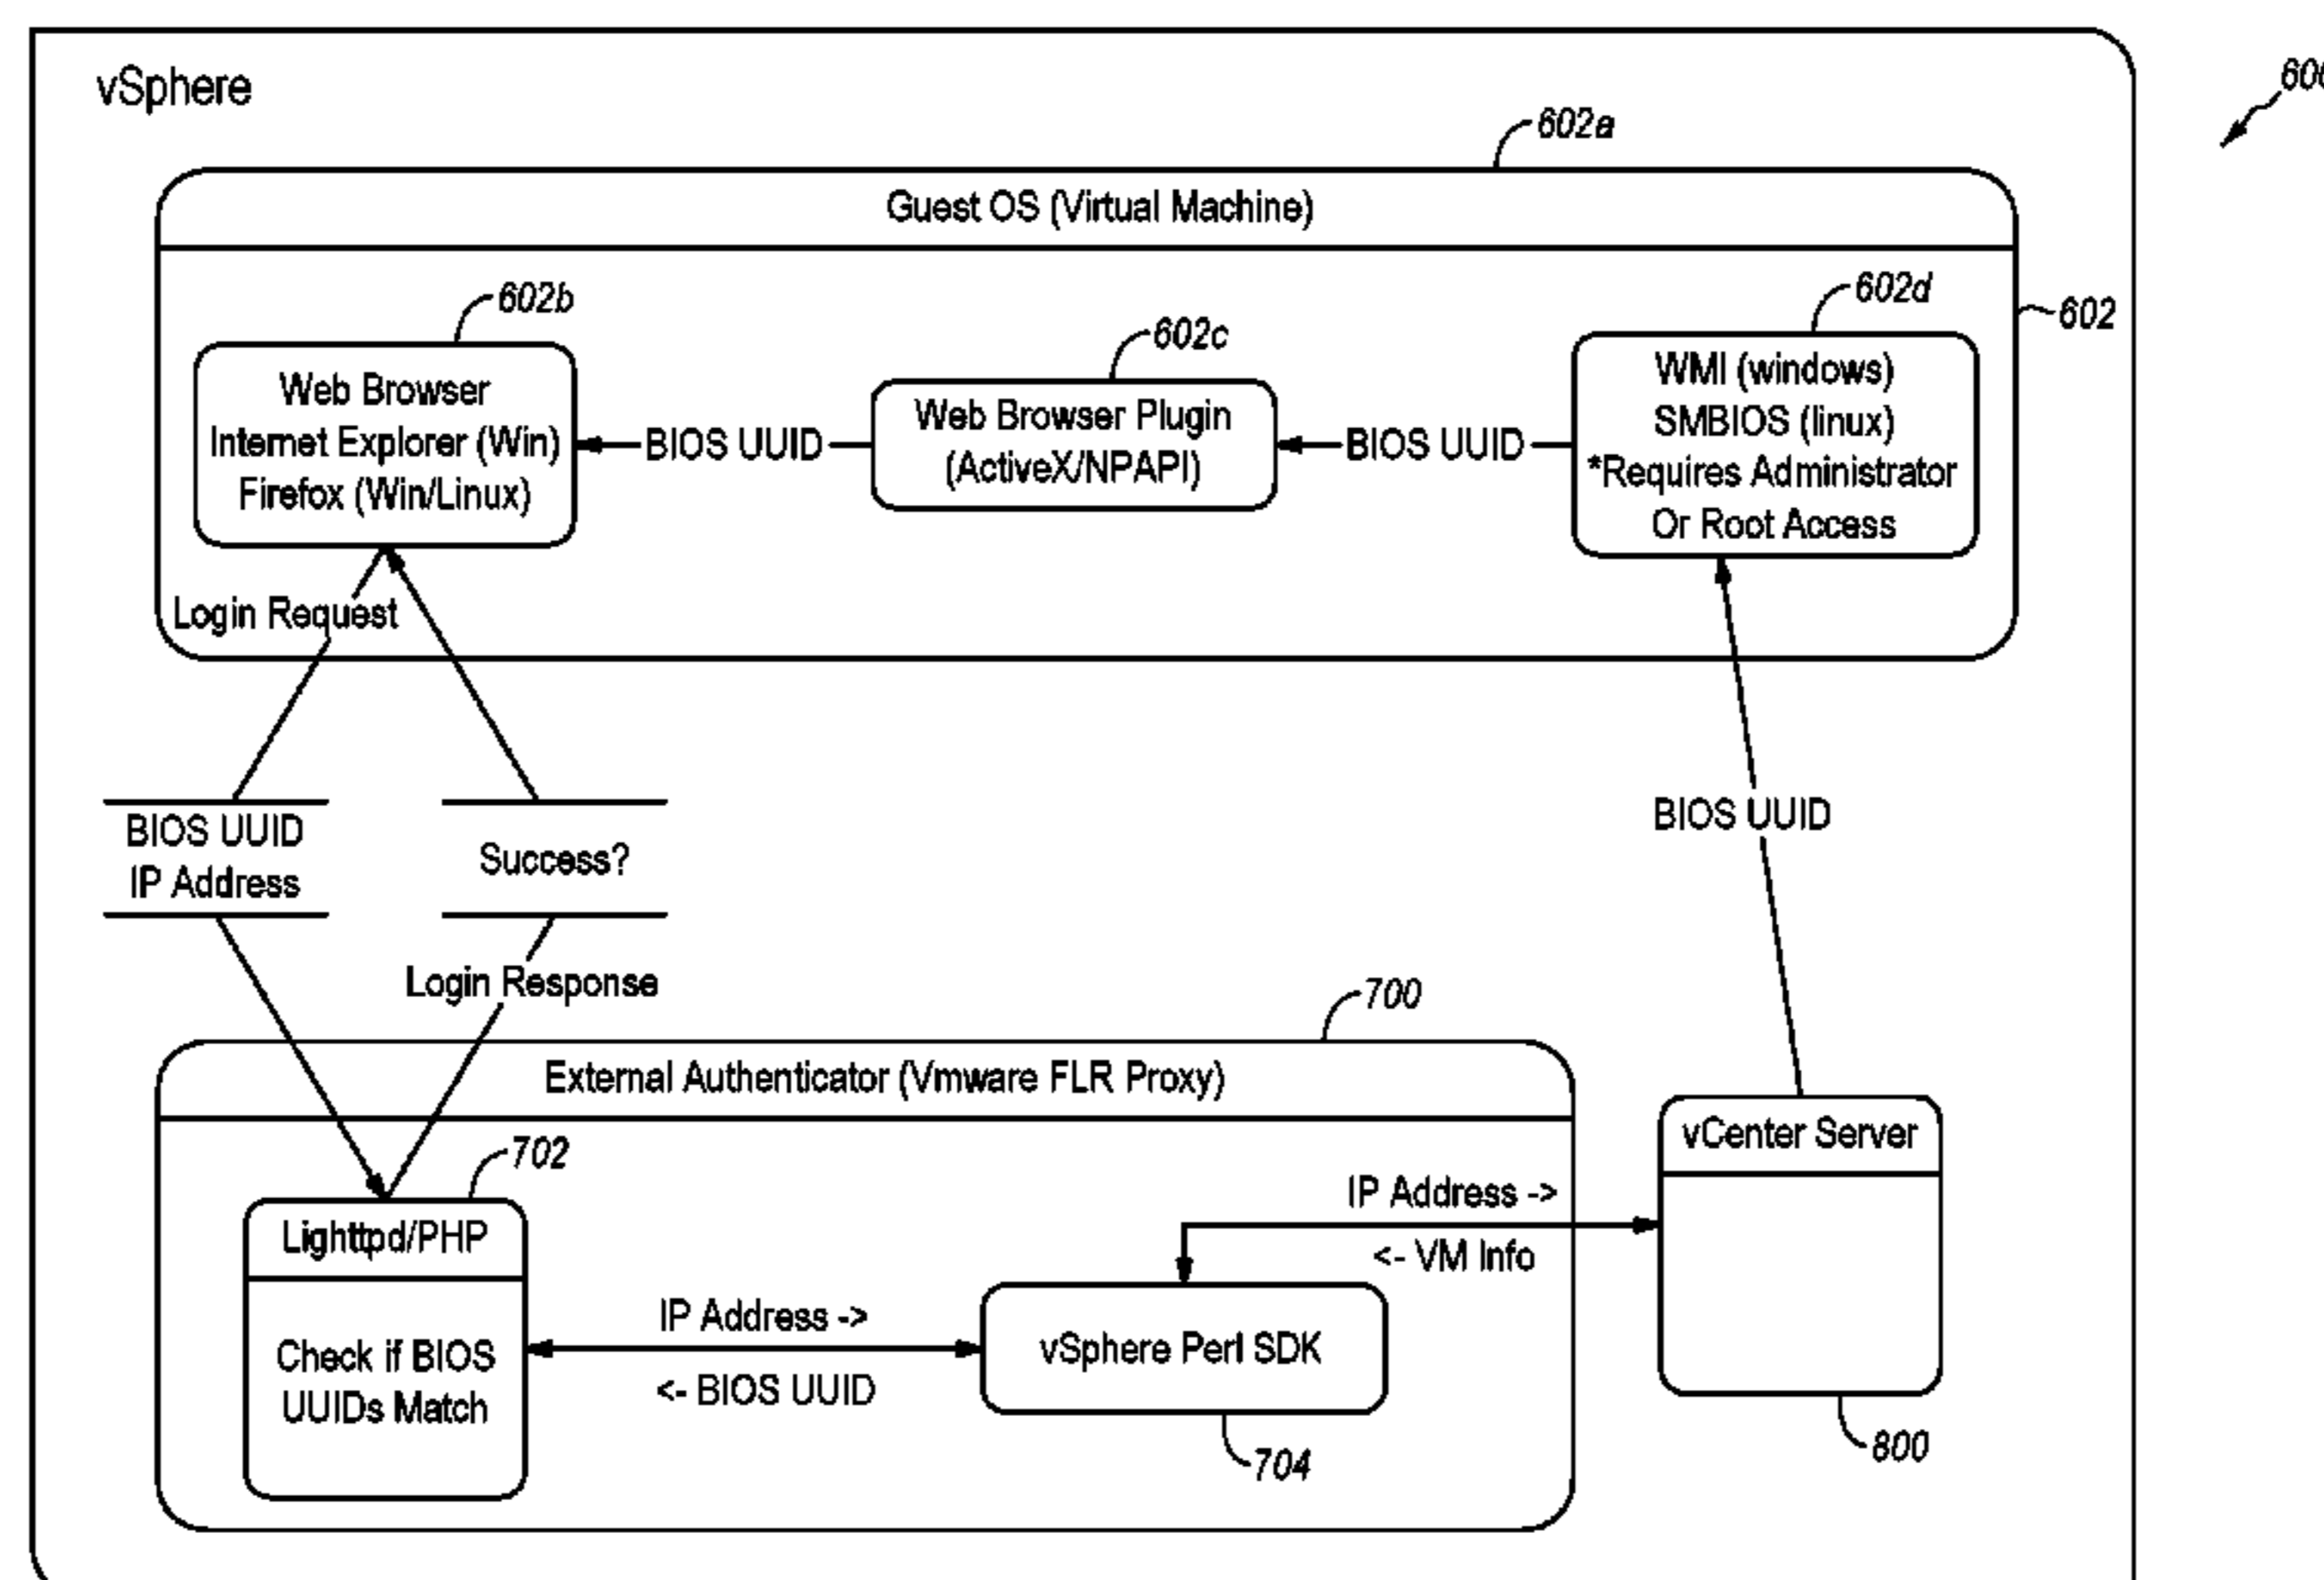 vSphere
600
602a
Guest OS (Virtual Machine)
602b
602c
602d
602
Web Browser
Internet Explorer (Win)
Firefox (Win/Linux)
BIOS UUID
Web Browser Plugin
(ActiveX/NPAPI)
BIOS UUID
WMI (windows)
SMBIOS (linux)
*Requires Administrator
Or Root Access
Login Request
BIOS UUID
IP Address
Success?
BIOS UUID
Login Response
700
External Authenticator (Vmware FLR Proxy)
702
Lighttpd/PHP
Check if BIOS
UUIDs Match
IP Address ->
<- BIOS UUID
vSphere Perl SDK
704
IP Address ->
<- VM Info
vCenter Server
800